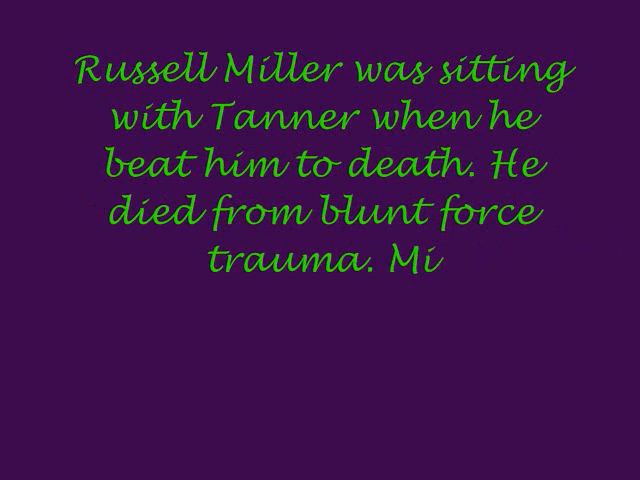 Russell Miller was sitting
with Tanner when he
beat him to death. He
died from blunt force
trauma. Mi